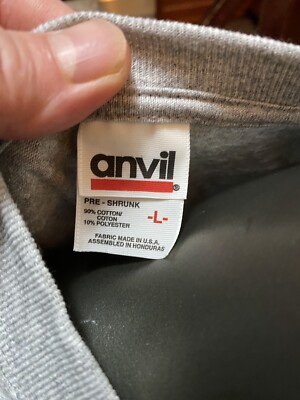 anvil
®
PRE - SHRUNK
90% COTTON/
COTON
10% POLYESTER
-L-
FABRIC MADE IN U.S.A.
ASSEMBLED IN HONDURAS